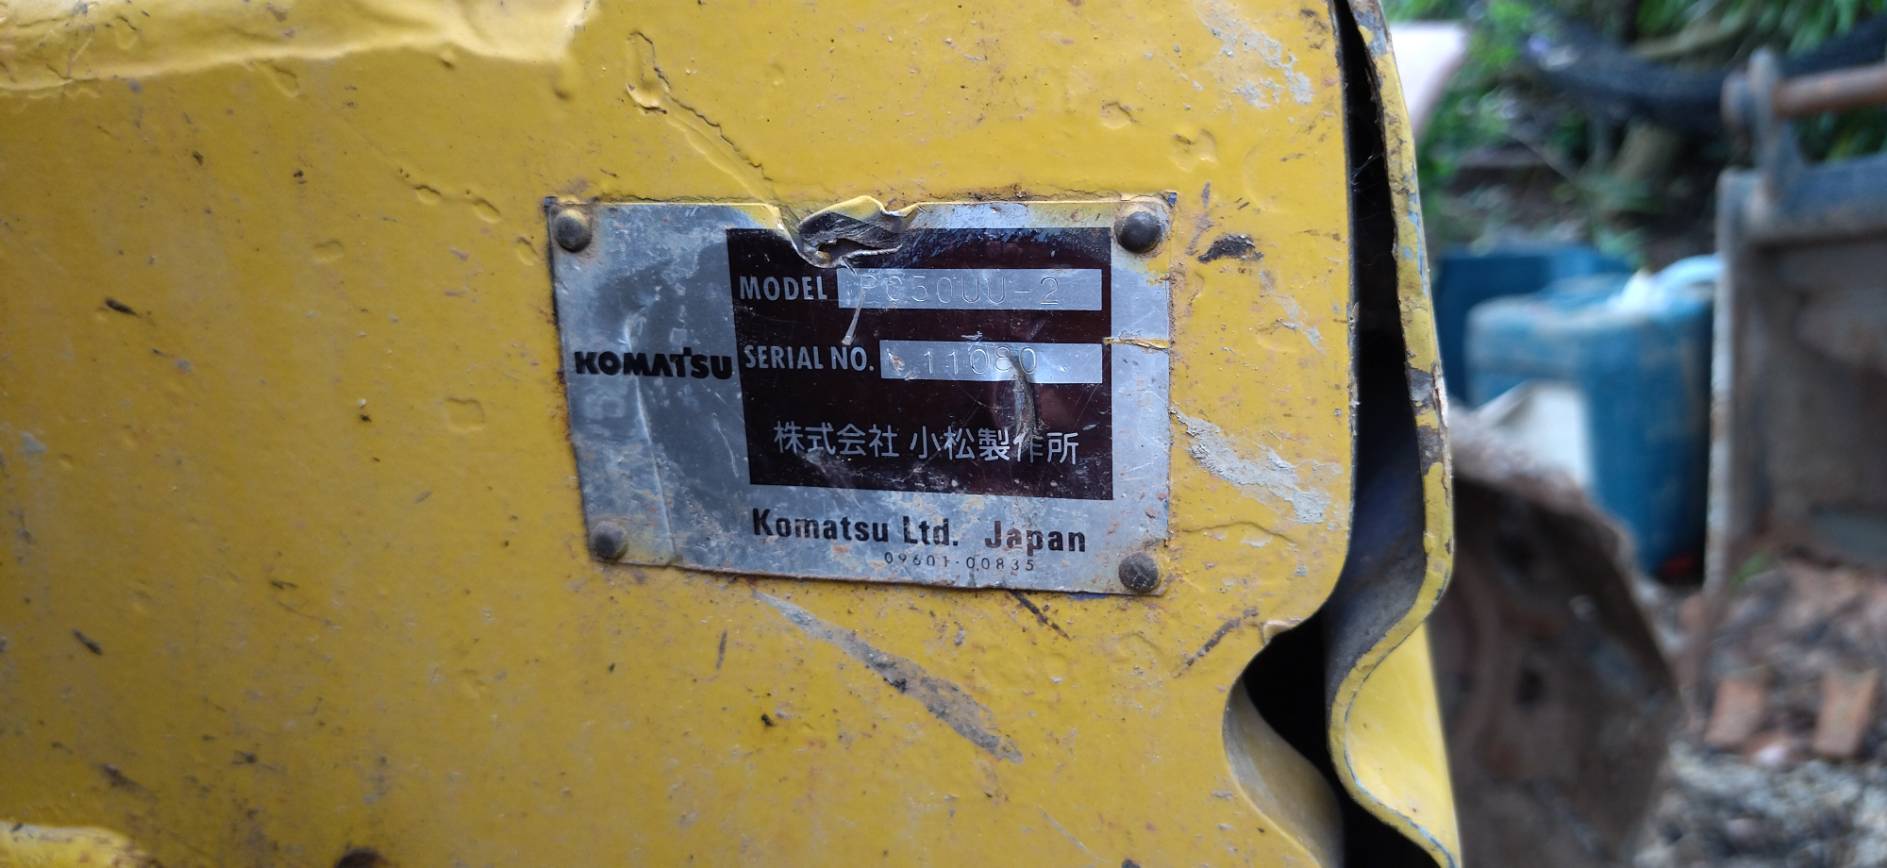 MODEL PC50UU-2
KOMATSU
SERIAL NO. 11080
株式会社 小松製作所
Komatsu Ltd. Japan
09601-00835